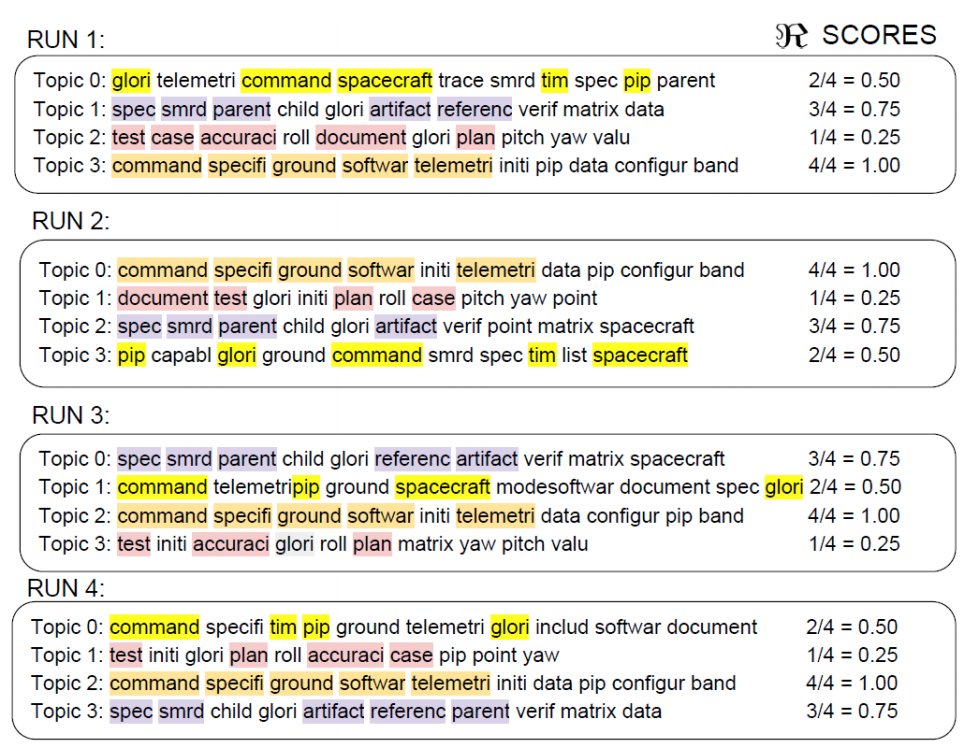 RUN 1:
ℜ SCORES
Topic 0: glori telemetri command spacecraft trace smrd tim spec pip parent 2/4 = 0.50
Topic 1: spec smrd parent child glori artifact referenc verif matrix data 3/4 = 0.75
Topic 2: test case accuraci roll document glori plan pitch yaw valu 1/4 = 0.25
Topic 3: command specifi ground softwar telemetri initi pip data configur band 4/4 = 1.00
RUN 2:
Topic 0: command specifi ground softwar initi telemetri data pip configur band 4/4 = 1.00
Topic 1: document test glori initi plan roll case pitch yaw point 1/4 = 0.25
Topic 2: spec smrd parent child glori artifact verif point matrix spacecraft 3/4 = 0.75
Topic 3: pip capabl glori ground command smrd spec tim list spacecraft 2/4 = 0.50
RUN 3:
Topic 0: spec smrd parent child glori referenc artifact verif matrix spacecraft 3/4 = 0.75
Topic 1: command telemetripip ground spacecraft modesoftwar document spec glori 2/4 = 0.50
Topic 2: command specifi ground softwar initi telemetri data configur pip band 4/4 = 1.00
Topic 3: test initi accuraci glori roll plan matrix yaw pitch valu 1/4 = 0.25
RUN 4:
Topic 0: command specifi tim pip ground telemetri glori includ softwar document 2/4 = 0.50
Topic 1: test initi glori plan roll accuraci case pip point yaw 1/4 = 0.25
Topic 2: command specifi ground softwar telemetri initi data pip configur band 4/4 = 1.00
Topic 3: spec smrd child glori artifact referenc parent verif matrix data 3/4 = 0.75